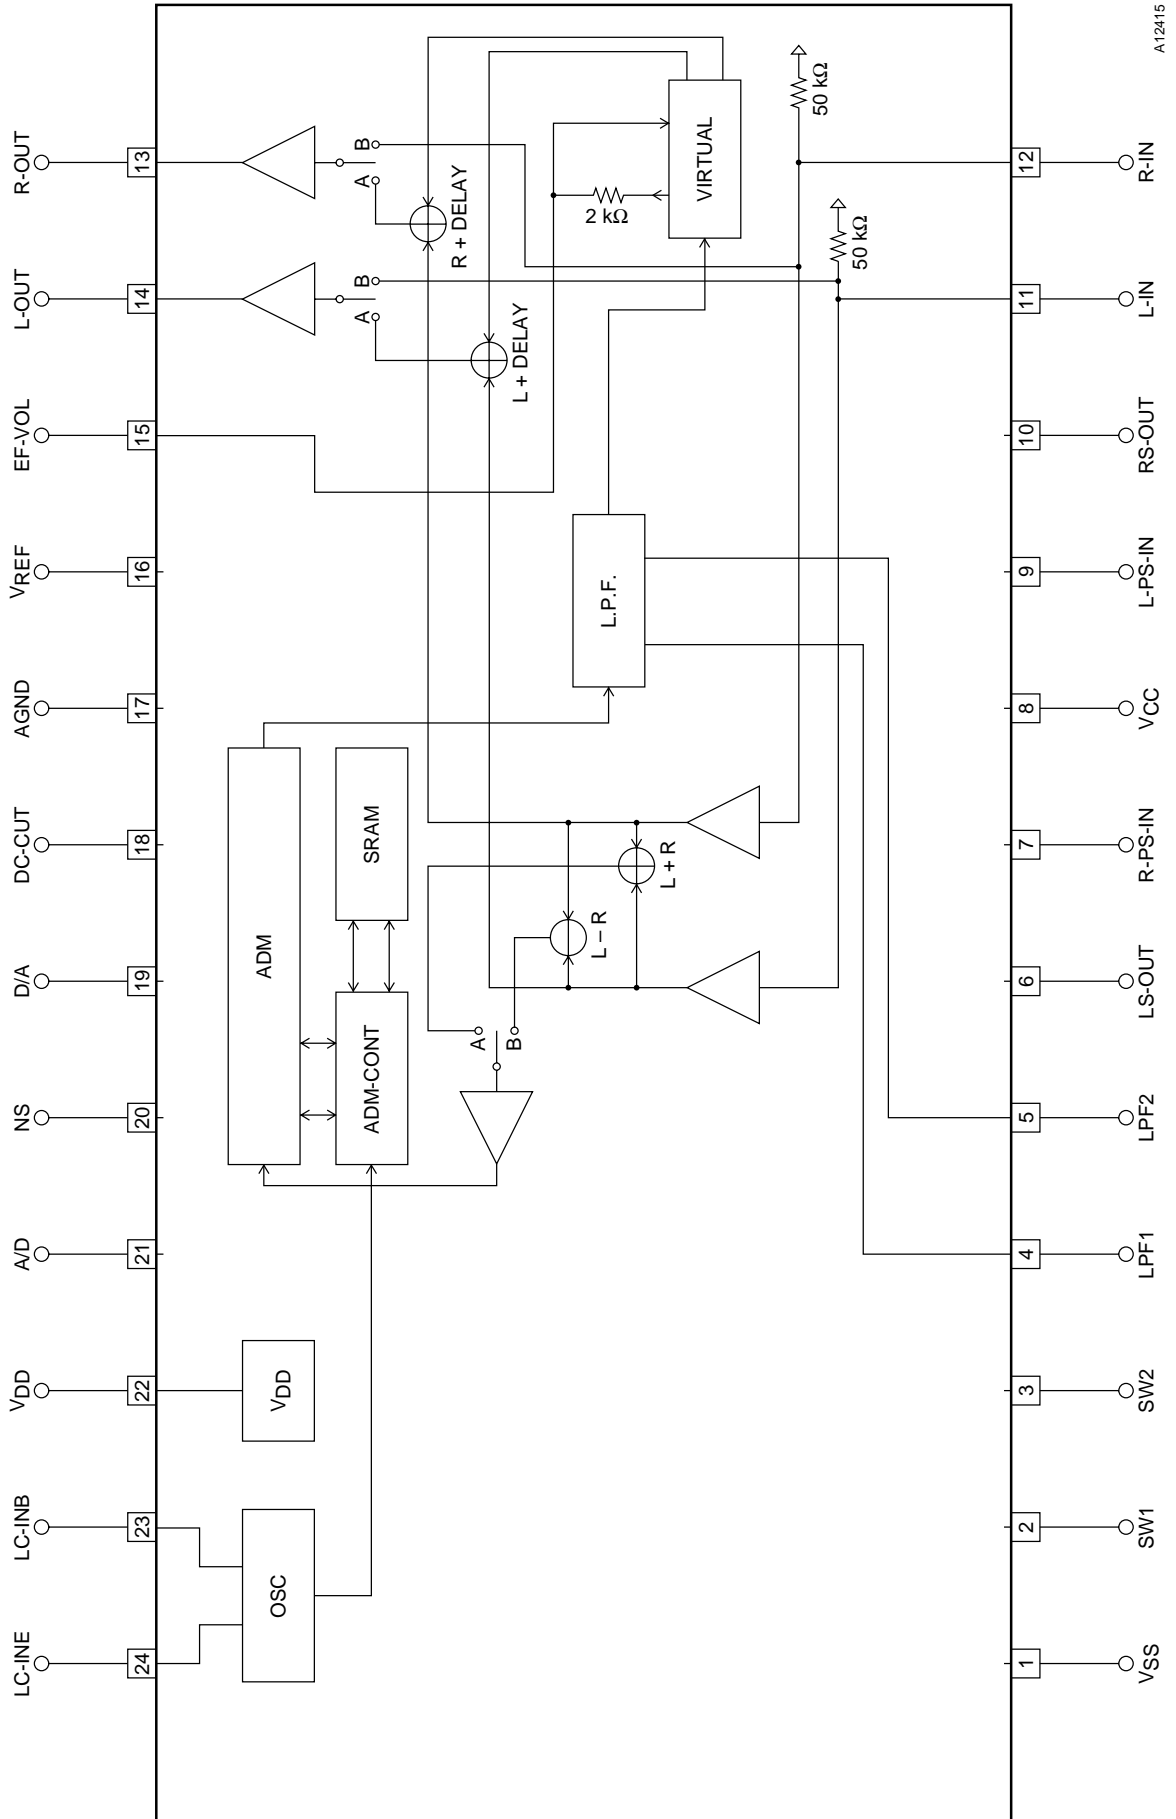 LC-INE
LC-INB
VDD
A/D
NS
D/A
DC-CUT
AGND
VREF
EF-VOL
L-OUT
R-OUT
24
23
22
21
20
19
18
17
16
15
14
13
OSC
VDD
ADM
ADM-CONT
SRAM
A
B
A
B
A
B
L – R
L + R
L + DELAY
R + DELAY
L.P.F.
2 kΩ
VIRTUAL
50 kΩ
50 kΩ
1
2
3
4
5
6
7
8
9
10
11
12
VSS
SW1
SW2
LPF1
LPF2
LS-OUT
R-PS-IN
VCC
L-PS-IN
RS-OUT
L-IN
R-IN
A12415